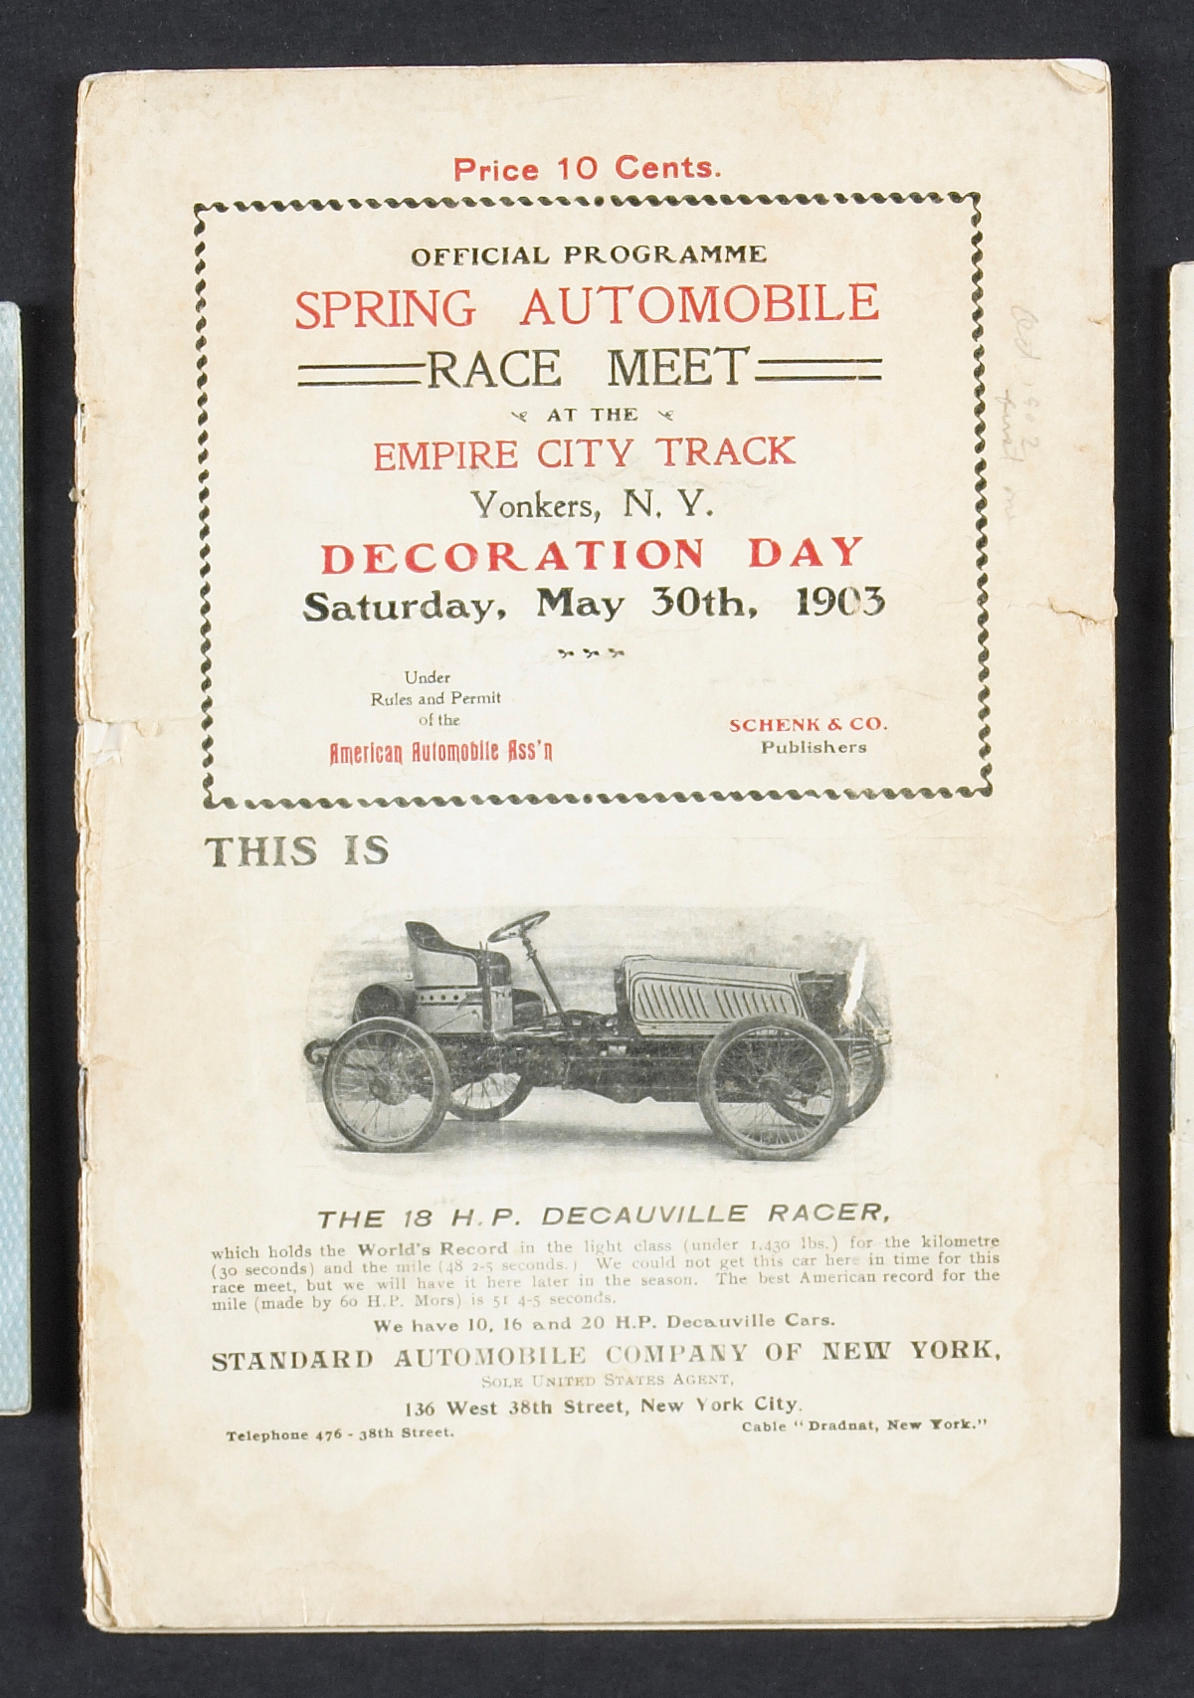 Price 10 Cents.
OFFICIAL PROGRAMME
SPRING AUTOMOBILE
RACE MEET
AT THE
EMPIRE CITY TRACK
Yonkers, N. Y.
DECORATION DAY
Saturday, May 30th, 1903
Under
Rules and Permit
of the
American Automobile Ass'n
SCHENK & CO.
Publishers
THIS IS
THE 18 H.P. DECAUVILLE RACER,
which holds the World's Record in the light class (under 1,430 lbs.) for the kilometre
(30 seconds) and the mile (48 2-5 seconds.) We could not get this car here in time for this
race meet, but we will have it here later in the season. The best American record for the
mile (made by 60 H.P. Mors) is 51 4-5 seconds.
We have 10, 16 and 20 H.P. Decauville Cars.
STANDARD AUTOMOBILE COMPANY OF NEW YORK,
SOLE UNITED STATES AGENT,
136 West 38th Street, New York City.
Telephone 476 - 38th Street.
Cable "Dradnat, New York."